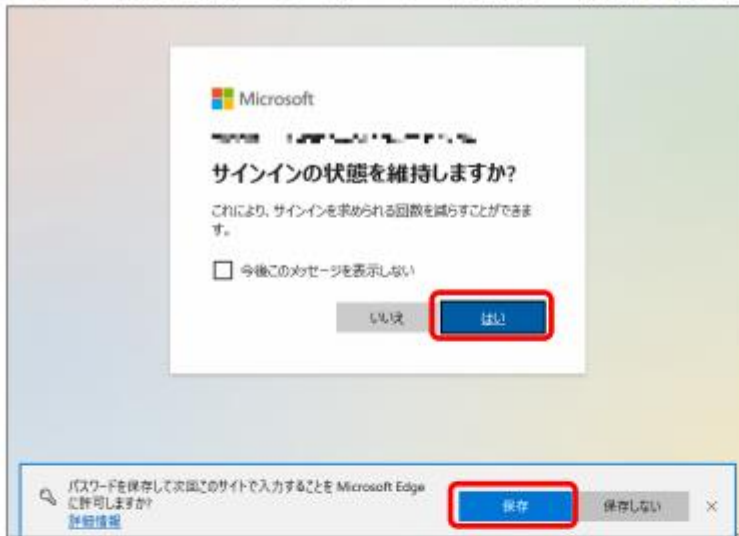 Microsoft
サインインの状態を維持しますか?
これにより、サインインを求められる回数を減らすことができま
す。
今後このメッセージを表示しない
いいえ
はい
パスワードを保存して次回このサイトで入力することを Microsoft Edge
に許可しますか?
詳細情報
保存
保存しない